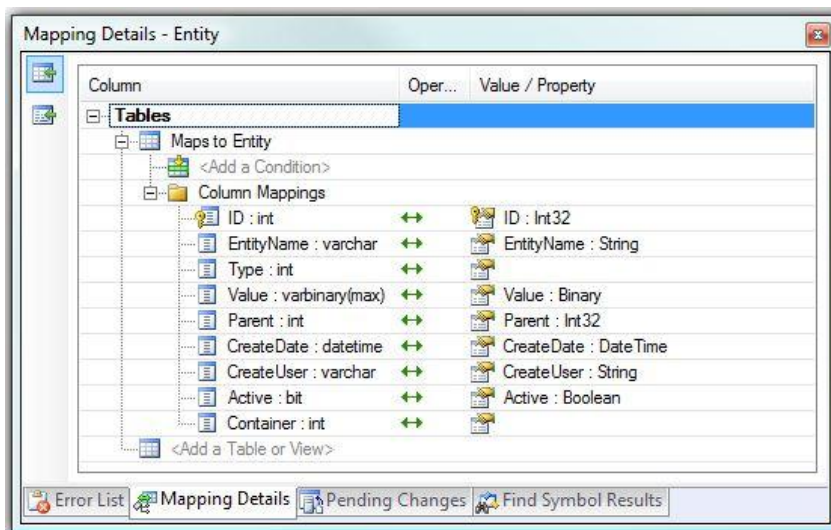 Mapping Details - Entity
Column Oper... Value / Property
Tables
Maps to Entity
<Add a Condition>
Column Mappings
ID : int ID : Int32
EntityName : varchar EntityName : String
Type : int
Value : varbinary(max) Value : Binary
Parent : int Parent : Int32
CreateDate : datetime CreateDate : DateTime
CreateUser : varchar CreateUser : String
Active : bit Active : Boolean
Container : int
<Add a Table or View>
Error List Mapping Details Pending Changes Find Symbol Results